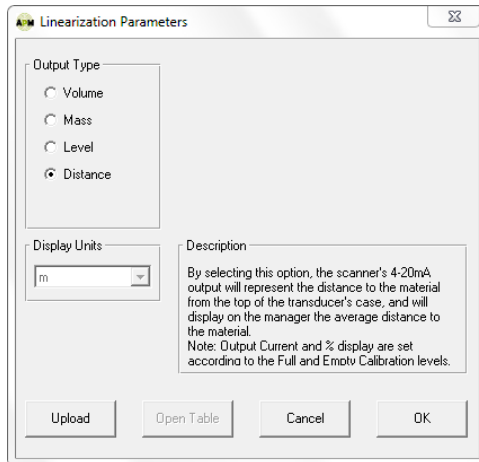 APM Linearization Parameters
Output Type
Volume
Mass
Level
Distance
Display Units
m
Description
By selecting this option, the scanner's 4-20mA
output will represent the distance to the material
from the top of the transducer's case, and will
display on the manager the average distance to
the material.
Note: Output Current and % display are set
according to the Full and Empty Calibration levels.
Upload
Open Table
Cancel
OK